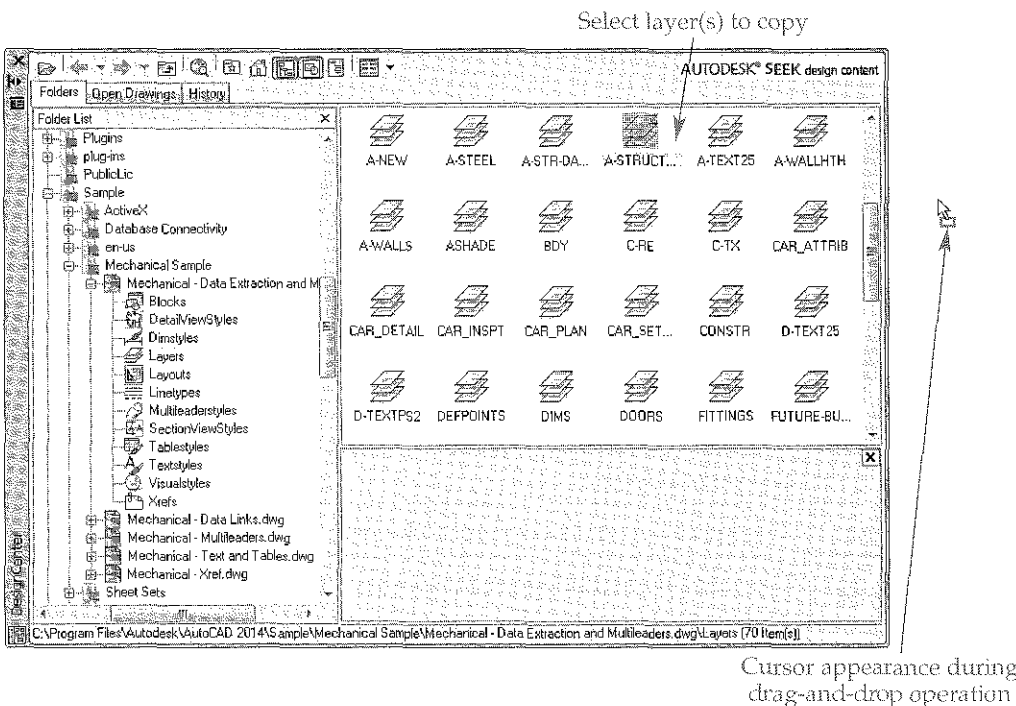 Select layer(s) to copy
AUTODESK® SEEK design content
Folders Open Drawings History
Folder List
Plugins
plug-ins
PublicLic
Sample
ActiveX
Database Connectivity
en-us
Mechanical Sample
Mechanical - Data Extraction and M
Blocks
DetailViewStyles
Dimstyles
Layers
Layouts
Linetypes
Multileaderstyles
SectionViewStyles
Tablestyles
Textstyles
Visualstyles
Xrefs
Mechanical - Data Links.dwg
Mechanical - Multileaders.dwg
Mechanical - Text and Tables.dwg
Mechanical - Xref.dwg
Sheet Sets
A-NEW A-STEEL A-STR-DA... A-STRUCT... A-TEXT25 A-WALLHTH
A-WALLS ASHADE BDY C-RE C-TX CAR_ATTRIB
CAR_DETAIL CAR_INSPT CAR_PLAN CAR_SET... CONSTR D-TEXT25
D-TEXTPS2 DEFPOINTS DIMS DOORS FITTINGS FUTURE-BU...
DesignCenter
C:\Program Files\Autodesk\AutoCAD 2014\Sample\Mechanical Sample\Mechanical - Data Extraction and Multileaders.dwg\Layers (70 Item(s))
Cursor appearance during
drag-and-drop operation